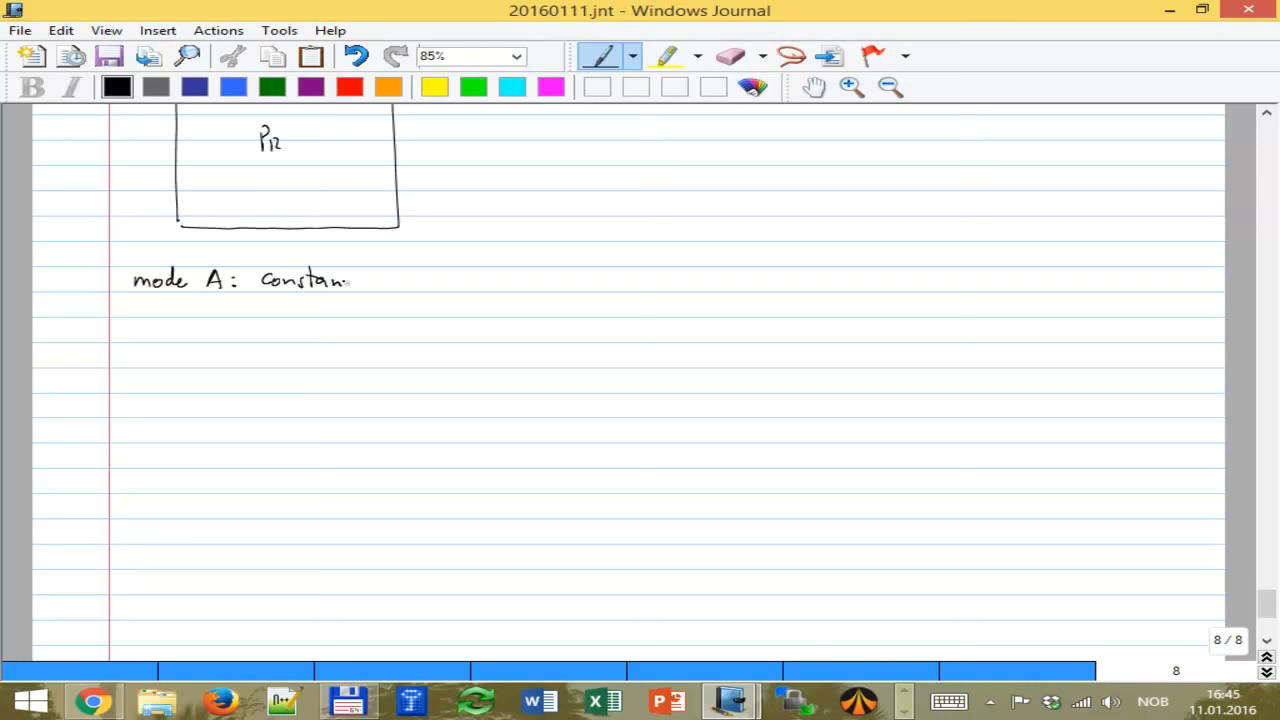 20160111.jnt - Windows Journal
File Edit View Insert Actions Tools Help
85%
B I
P12
mode A: constan
8 / 8
8
NOB
16:45
11.01.2016